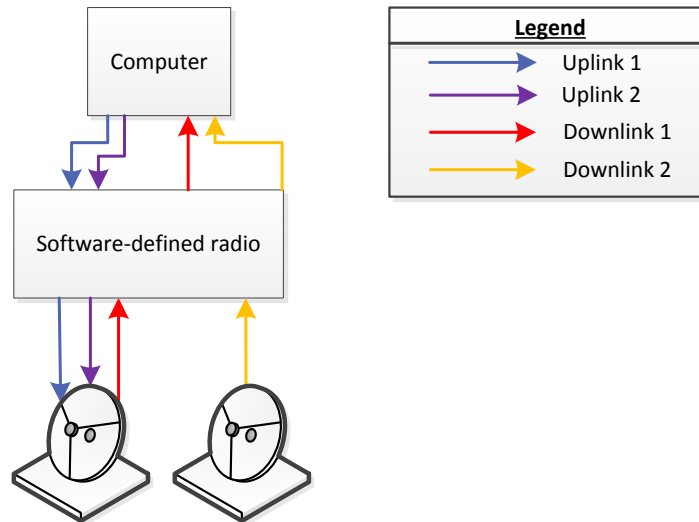 Computer
Software-defined radio
Legend
Uplink 1
Uplink 2
Downlink 1
Downlink 2